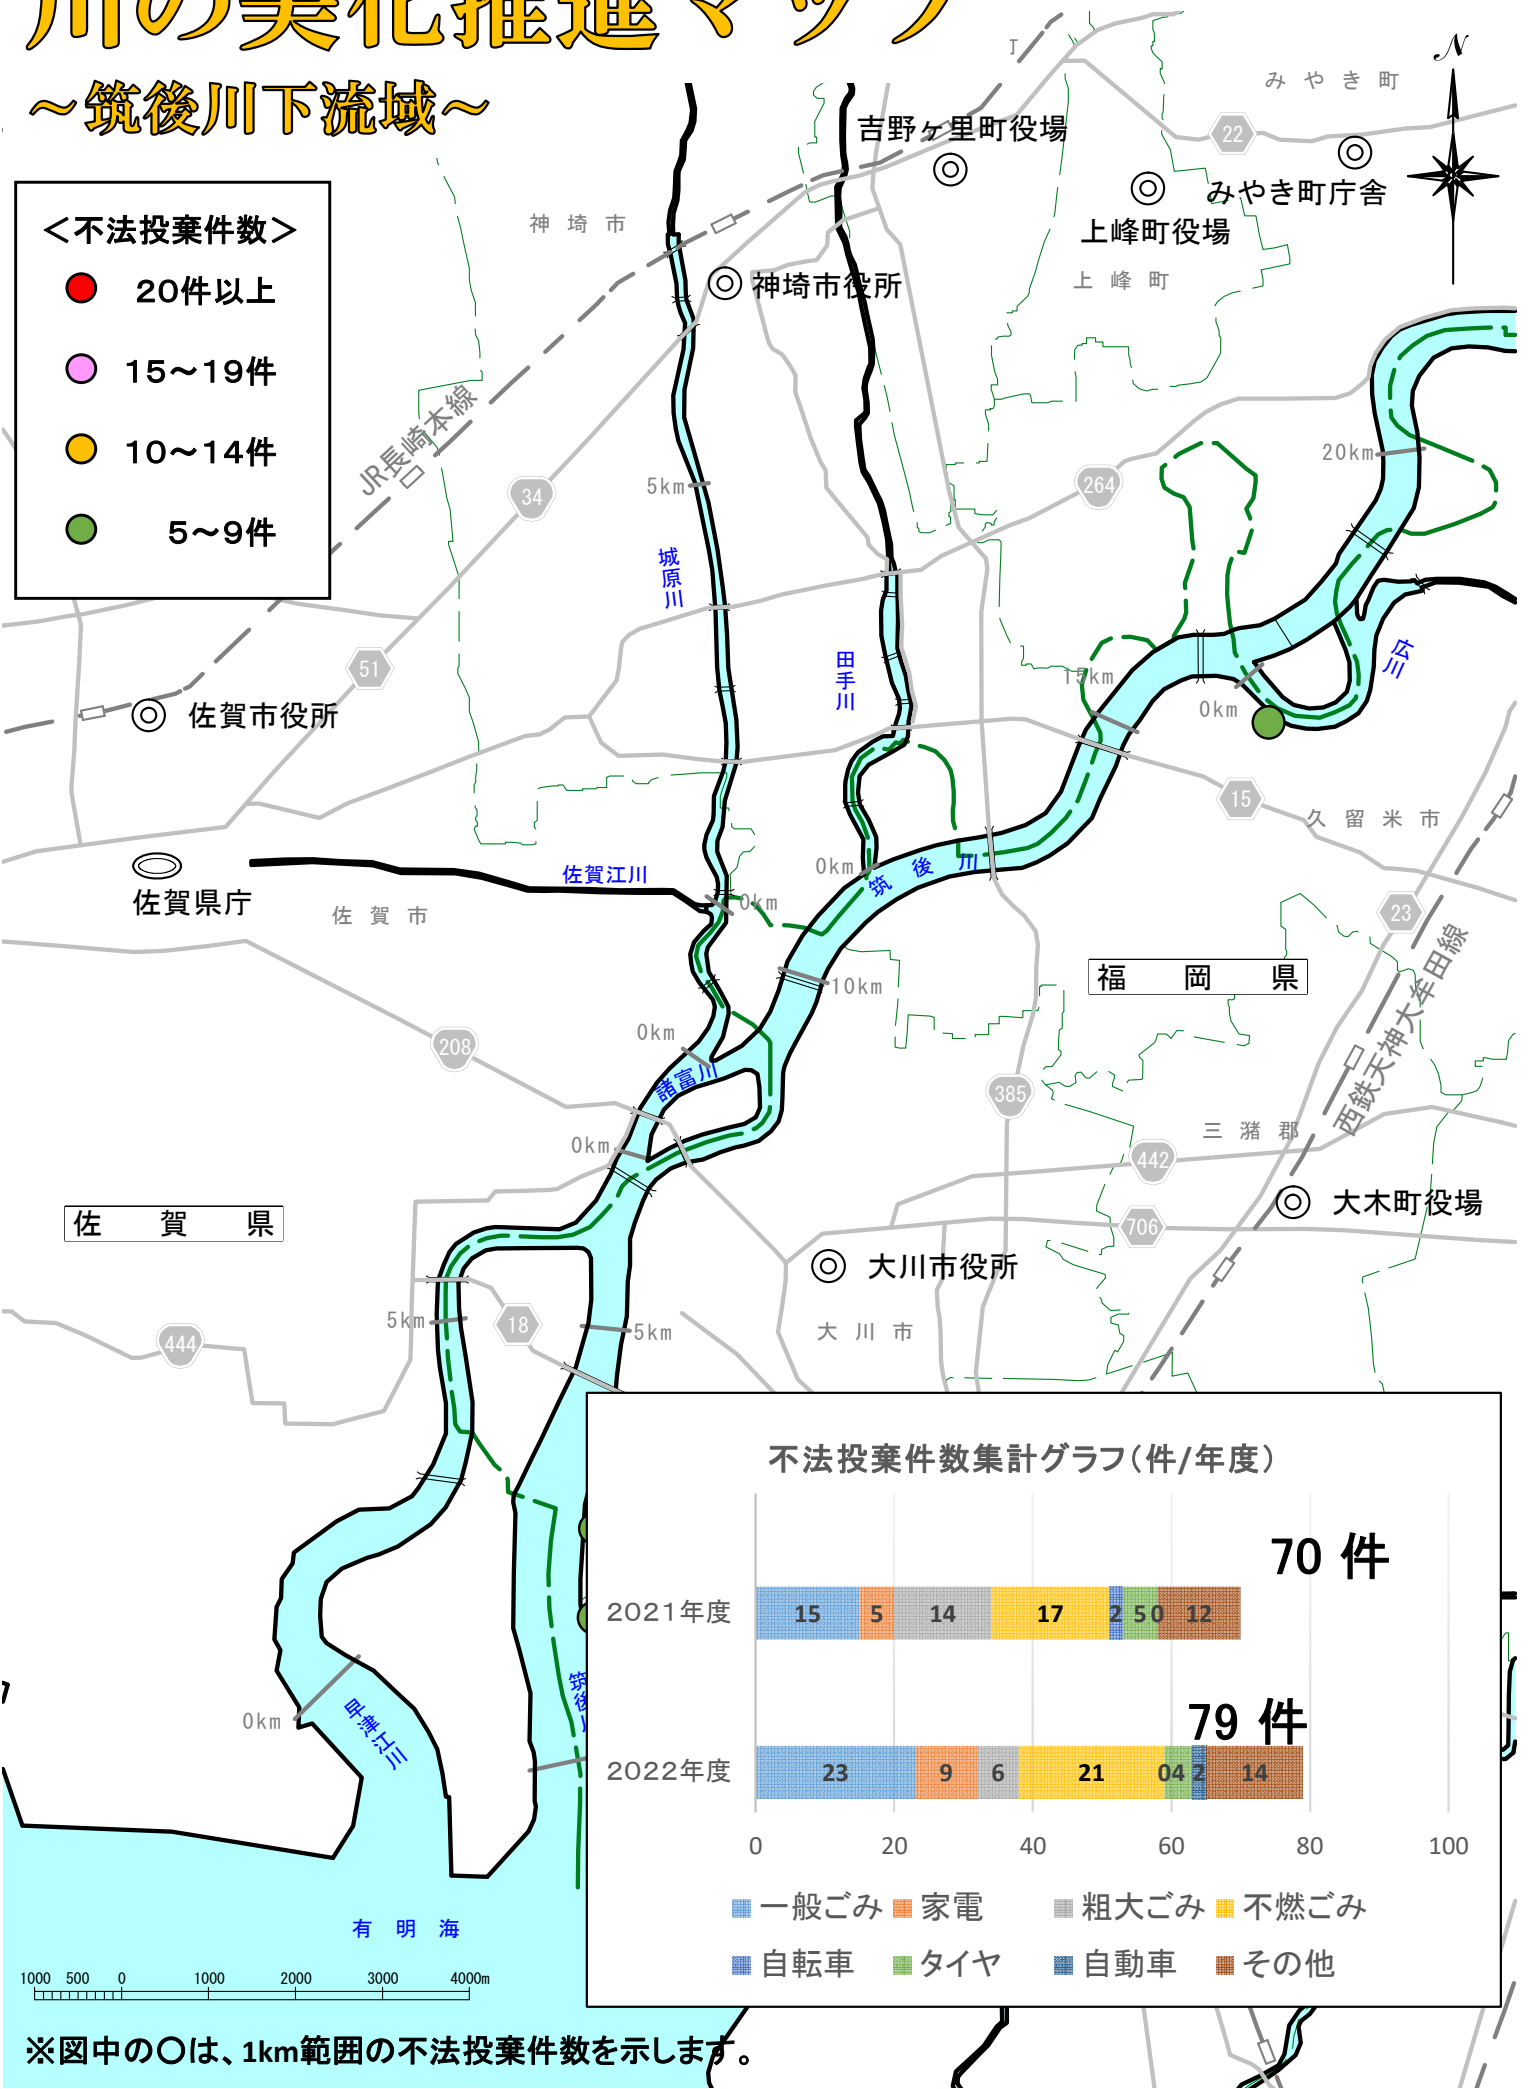 川の美化推進マップ
～筑後川下流域～
N
みやき町
22
吉野ヶ里町役場
みやき町庁舎
上峰町役場
上峰町
＜不法投棄件数＞
20件以上
15～19件
10～14件
5～9件
神埼市
神埼市役所
JR長崎本線
34
5km
264
20km
城原川
田手川
広川
51
15km
0km
佐賀市役所
15
久留米市
佐賀江川
0km
筑後川
佐賀県庁
佐賀市
0km
23
福岡県
10km
西鉄天神大牟田線
208
0km
諸富川
385
0km
三潴郡
442
佐賀県
706
大木町役場
大川市役所
5km
18
5km
大川市
444
0km
早津江川
筑後川
有明海
不法投棄件数集計グラフ（件/年度）
70 件
2021年度
15 5 14 17 2 5 0 12
79 件
2022年度
23 9 6 21 0 4 2 14
0 20 40 60 80 100
一般ごみ 家電 粗大ごみ 不燃ごみ
自転車 タイヤ 自動車 その他
1000 500 0 1000 2000 3000 4000m
※図中の〇は、1km範囲の不法投棄件数を示します。